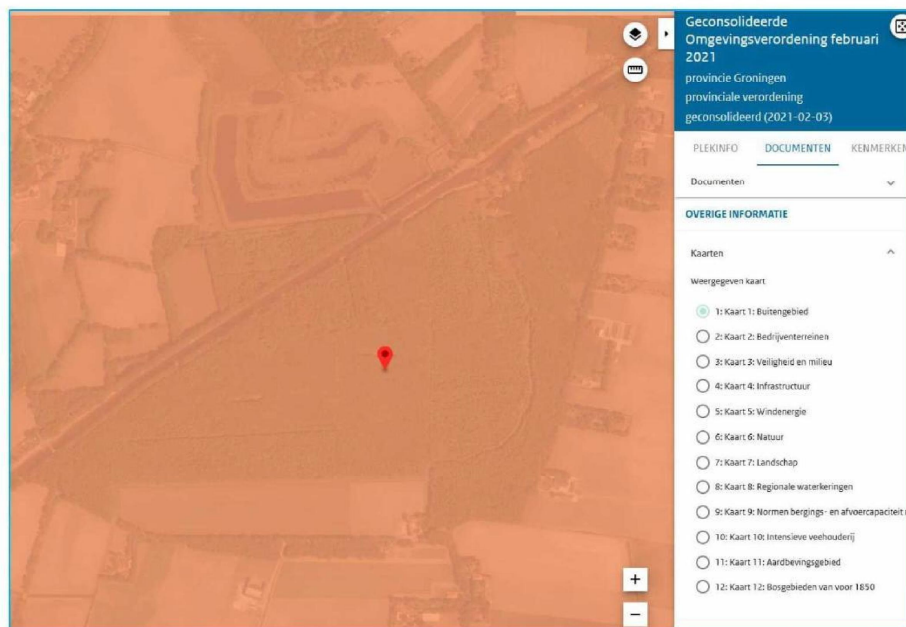 Geconsolideerde
Omgevingsverordening februari
2021
provincie Groningen
provinciale verordening
geconsolideerd (2021-02-03)
PLEKINFO DOCUMENTEN KENMERKEN
Documenten
OVERIGE INFORMATIE
Kaarten
Weergegeven kaart
1: Kaart 1: Buitengebied
2: Kaart 2: Bedrijventerreinen
3: Kaart 3: Veiligheid en milieu
4: Kaart 4: Infrastructuur
5: Kaart 5: Windenergie
6: Kaart 6: Natuur
7: Kaart 7: Landschap
8: Kaart 8: Regionale waterkeringen
9: Kaart 9: Normen bergings- en afvoercapaciteit
10: Kaart 10: Intensieve veehouderij
11: Kaart 11: Aardbevingsgebied
12: Kaart 12: Bosgebieden van voor 1850
+
−